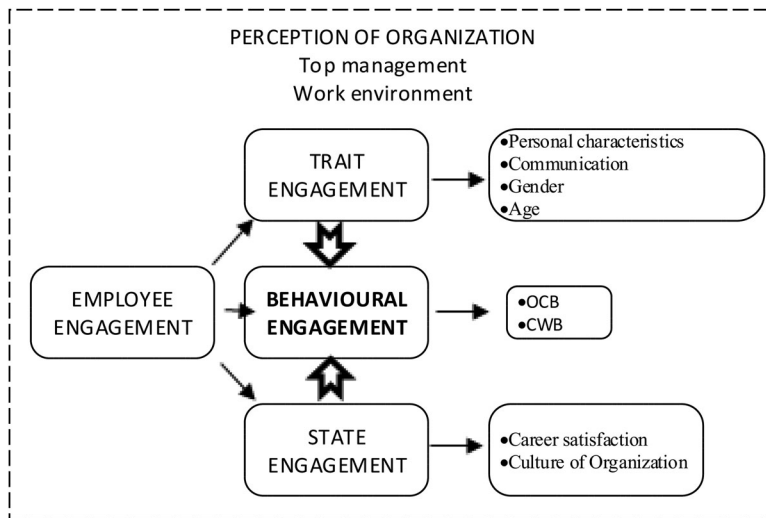 PERCEPTION OF ORGANIZATION
Top management
Work environment
TRAIT
ENGAGEMENT
•Personal characteristics
•Communication
•Gender
•Age
EMPLOYEE
ENGAGEMENT
BEHAVIOURAL
ENGAGEMENT
•OCB
•CWB
STATE
ENGAGEMENT
•Career satisfaction
•Culture of Organization